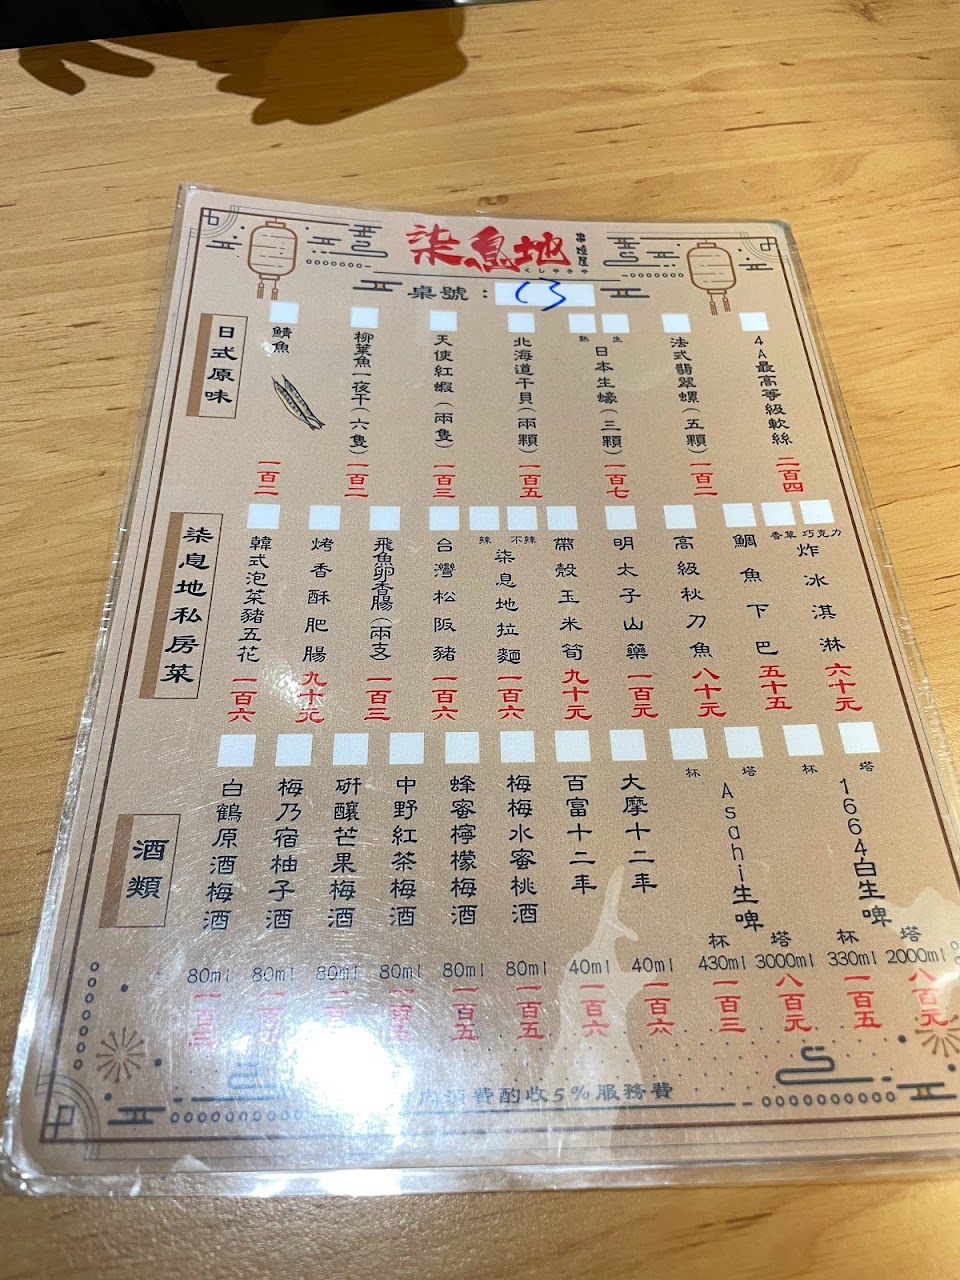 柒息地
串燒屋
くしやきや
桌號：13
日式原味
4A最高等級軟絲
二百四
法式翡翠螺(五顆)
一百二
生
熟
日本生蠔(三顆)
一百七
北海道干貝(兩顆)
一百五
天使紅蝦(兩隻)
一百三
柳葉魚一夜干(六隻)
一百二
鯖魚
一百二
柒息地私房菜
巧克力
香草
炸冰淇淋
六十元
鯛魚下巴
五十五
高級秋刀魚
八十元
明太子山藥
一百元
帶殼玉米筍
九十元
不辣
辣
柒息地拉麵
一百六
台灣松阪豬
一百六
飛魚卵香腸(兩支)
一百三
烤香酥肥腸
九十元
韓式泡菜豬五花
一百六
酒類
塔
杯
1664白生啤
塔
2000ml
八百元
杯
330ml
一百五
塔
杯
Asahi生啤
塔
3000ml
八百元
杯
430ml
一百三
大摩十二年
40ml
一百六
百富十二年
40ml
一百六
梅梅水蜜桃酒
80ml
一百五
蜂蜜檸檬梅酒
80ml
一百五
中野紅茶梅酒
80ml
一百五
研釀芒果梅酒
80ml
梅乃宿柚子酒
80ml
白鶴原酒梅酒
80ml
內消費酌收5%服務費